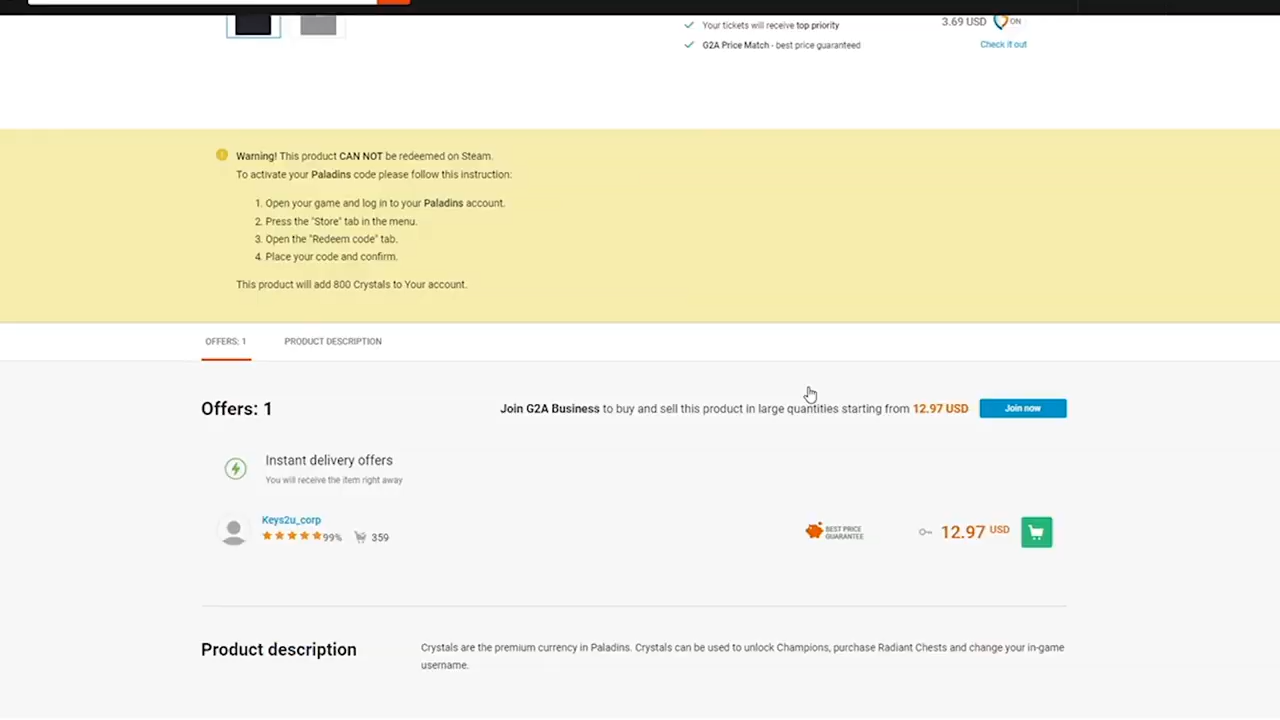 Your tickets will receive top priority
3.69 USD ON
G2A Price Match - best price guaranteed
Check it out
Warning! This product CAN NOT be redeemed on Steam.
To activate your Paladins code please follow this instruction:
1. Open your game and log in to your Paladins account.
2. Press the "Store" tab in the menu.
3. Open the "Redeem code" tab.
4. Place your code and confirm.
This product will add 800 Crystals to Your account.
OFFERS: 1 PRODUCT DESCRIPTION
Offers: 1
Join G2A Business to buy and sell this product in large quantities starting from 12.97 USD
Join now
Instant delivery offers
You will receive the item right away
Keys2u_corp
99% 359
BEST PRICE
GUARANTEE
12.97 USD
Product description
Crystals are the premium currency in Paladins. Crystals can be used to unlock Champions, purchase Radiant Chests and change your in-game
username.